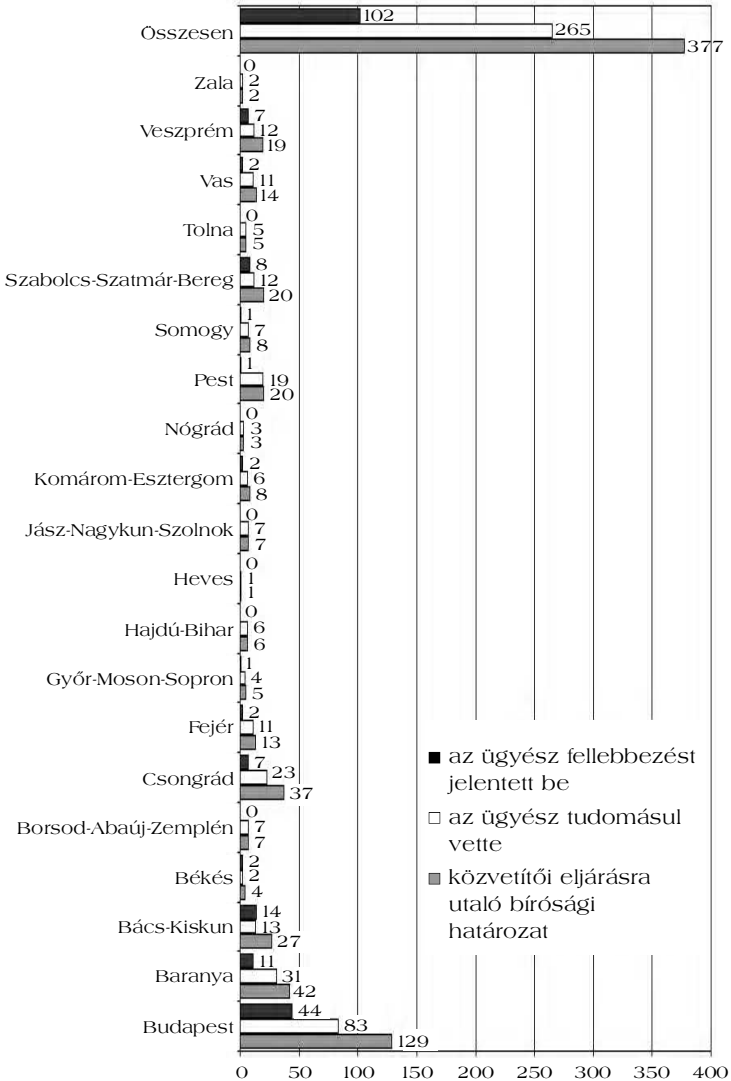 Összesen
102
265
377
Zala
0
2
2
Veszprém
7
12
19
Vas
2
11
14
Tolna
0
5
5
Szabolcs-Szatmár-Bereg
8
12
20
Somogy
1
7
8
Pest
1
19
20
Nógrád
0
3
3
Komárom-Esztergom
2
6
8
Jász-Nagykun-Szolnok
0
7
7
Heves
0
1
1
Hajdú-Bihar
0
6
6
Győr-Moson-Sopron
1
4
5
Fejér
2
11
13
Csongrád
7
23
37
Borsod-Abaúj-Zemplén
0
7
7
Békés
2
2
4
Bács-Kiskun
14
13
27
Baranya
11
31
42
Budapest
44
83
129
az ügyész fellebbezést
jelentett be
az ügyész tudomásul
vette
közvetítői eljárásra
utaló bírósági
határozat
0 50 100 150 200 250 300 350 400